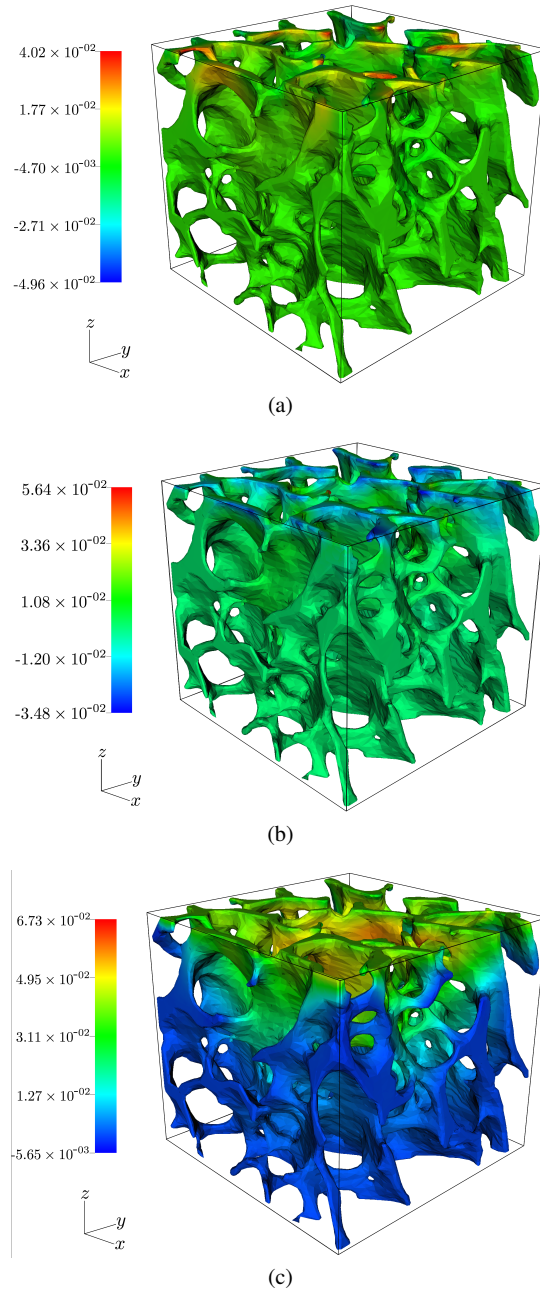 4.02 × 10⁻⁰²
1.77 × 10⁻⁰²
-4.70 × 10⁻⁰³
-2.71 × 10⁻⁰²
-4.96 × 10⁻⁰²
z
y
x
(a)
5.64 × 10⁻⁰²
3.36 × 10⁻⁰²
1.08 × 10⁻⁰²
-1.20 × 10⁻⁰²
-3.48 × 10⁻⁰²
z
y
x
(b)
6.73 × 10⁻⁰²
4.95 × 10⁻⁰²
3.11 × 10⁻⁰²
1.27 × 10⁻⁰²
-5.65 × 10⁻⁰³
z
y
x
(c)